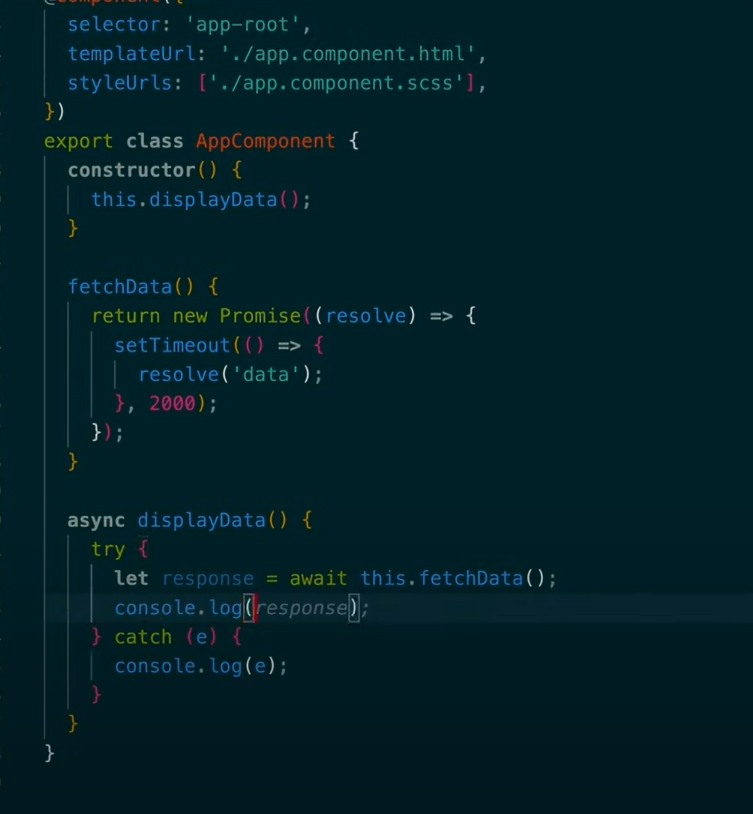 @Component({
selector: 'app-root',
templateUrl: './app.component.html',
styleUrls: ['./app.component.scss'],
})
export class AppComponent {
constructor() {
this.displayData();
}
fetchData() {
return new Promise((resolve) => {
setTimeout(() => {
resolve('data');
}, 2000);
});
}
async displayData() {
try {
let response = await this.fetchData();
console.log(response);
} catch (e) {
console.log(e);
}
}
}